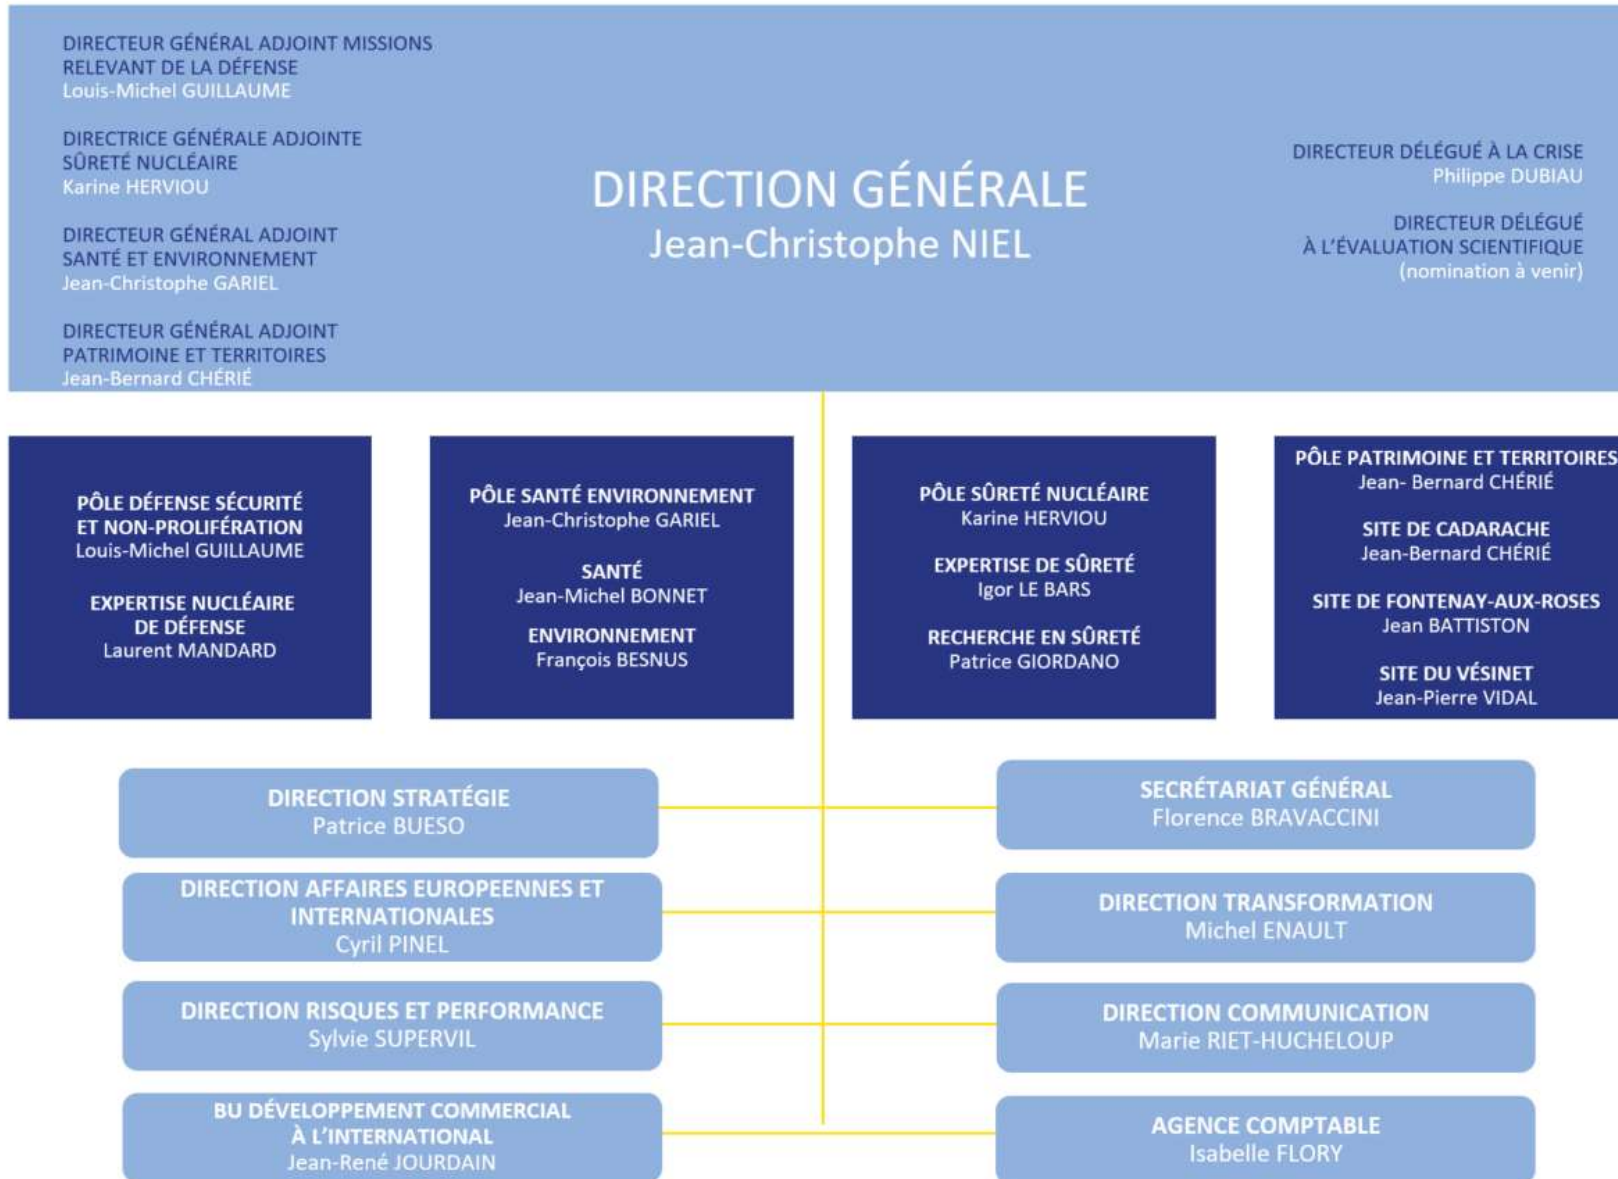 DIRECTEUR GÉNÉRAL ADJOINT MISSIONS
RELEVANT DE LA DÉFENSE
Louis-Michel GUILLAUME
DIRECTRICE GÉNÉRALE ADJOINTE
SÛRETÉ NUCLÉAIRE
Karine HERVIOU
DIRECTEUR GÉNÉRAL ADJOINT
SANTÉ ET ENVIRONNEMENT
Jean-Christophe GARIEL
DIRECTEUR GÉNÉRAL ADJOINT
PATRIMOINE ET TERRITOIRES
Jean-Bernard CHÉRIÉ
DIRECTION GÉNÉRALE
Jean-Christophe NIEL
DIRECTEUR DÉLÉGUÉ À LA CRISE
Philippe DUBIAU
DIRECTEUR DÉLÉGUÉ
À L’ÉVALUATION SCIENTIFIQUE
(nomination à venir)
PÔLE DÉFENSE SÉCURITÉ
ET NON-PROLIFÉRATION
Louis-Michel GUILLAUME
EXPERTISE NUCLÉAIRE
DE DÉFENSE
Laurent MANDARD
PÔLE SANTÉ ENVIRONNEMENT
Jean-Christophe GARIEL
SANTÉ
Jean-Michel BONNET
ENVIRONNEMENT
François BESNUS
PÔLE SÛRETÉ NUCLÉAIRE
Karine HERVIOU
EXPERTISE DE SÛRETÉ
Igor LE BARS
RECHERCHE EN SÛRETÉ
Patrice GIORDANO
PÔLE PATRIMOINE ET TERRITOIRES
Jean- Bernard CHÉRIÉ
SITE DE CADARACHE
Jean-Bernard CHÉRIÉ
SITE DE FONTENAY-AUX-ROSES
Jean BATTISTON
SITE DU VÉSINET
Jean-Pierre VIDAL
DIRECTION STRATÉGIE
Patrice BUESO
SECRÉTARIAT GÉNÉRAL
Florence BRAVACCINI
DIRECTION AFFAIRES EUROPEENNES ET
INTERNATIONALES
Cyril PINEL
DIRECTION TRANSFORMATION
Michel ENAULT
DIRECTION RISQUES ET PERFORMANCE
Sylvie SUPERVIL
DIRECTION COMMUNICATION
Marie RIET-HUCHELOUP
BU DÉVELOPPEMENT COMMERCIAL
À L’INTERNATIONAL
Jean-René JOURDAIN
AGENCE COMPTABLE
Isabelle FLORY